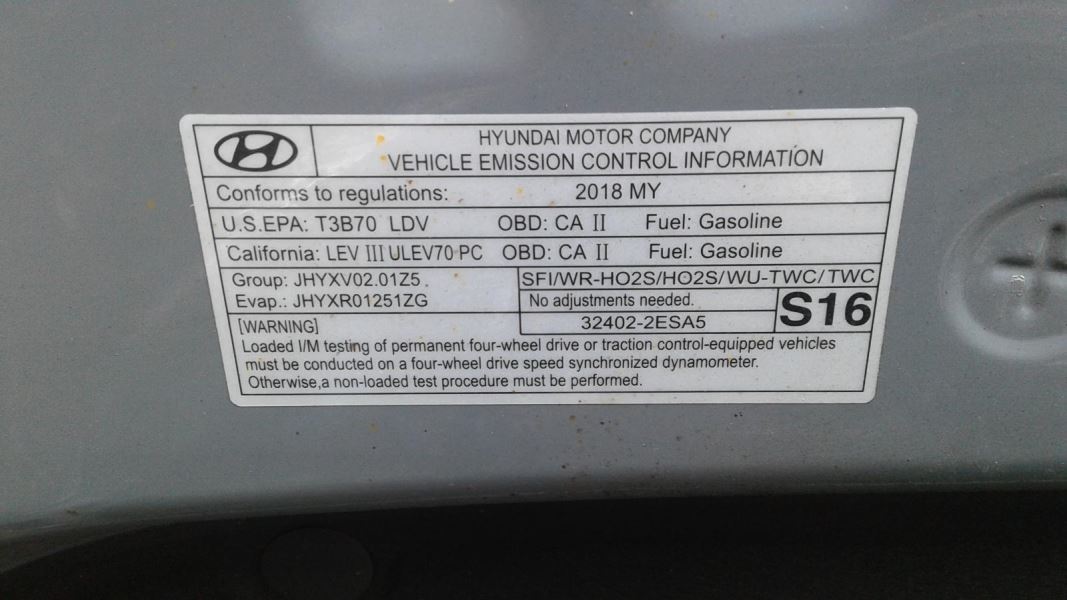 HYUNDAI MOTOR COMPANY
VEHICLE EMISSION CONTROL INFORMATION
Conforms to regulations: 2018 MY
U.S.EPA: T3B70 LDV OBD: CA II Fuel: Gasoline
California: LEV III ULEV70-PC OBD: CA II Fuel: Gasoline
Group: JHYXV02.01Z5 SFI/WR-HO2S/HO2S/WU-TWC/TWC
Evap.: JHYXR01251ZG No adjustments needed. S16
32402-2ESA5
[WARNING]
Loaded I/M testing of permanent four-wheel drive or traction control-equipped vehicles
must be conducted on a four-wheel drive speed synchronized dynamometer.
Otherwise,a non-loaded test procedure must be performed.